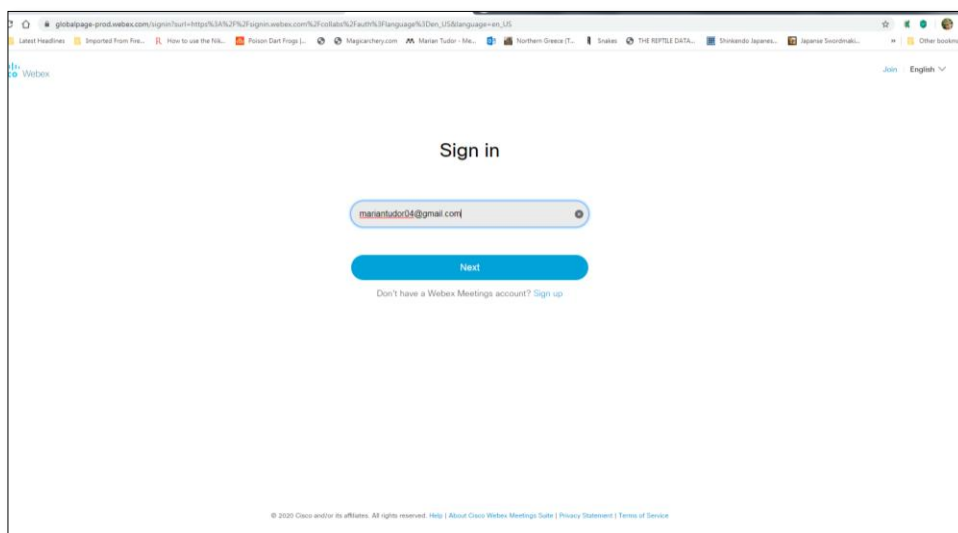 globalpage-prod.webex.com/signin?surl=https%3A%2F%2Fsignin.webex.com%2Fcollabs%2Fauth%3Flanguage%3Den_US&language=en_US
Latest Headlines Imported From Fire... How to use the Nik... Poison Dart Frogs |... Magicarchery.com Marian Tudor - Me... Northern Greece (T... Snakes THE REPTILE DATA... Shinkendo Japanes... Japanse Swordmaki... » Other bookm
co Webex
Join English
Sign in
mariantudor04@gmail.com
Next
Don't have a Webex Meetings account? Sign up
© 2020 Cisco and/or its affiliates. All rights reserved. Help | About Cisco Webex Meetings Suite | Privacy Statement | Terms of Service